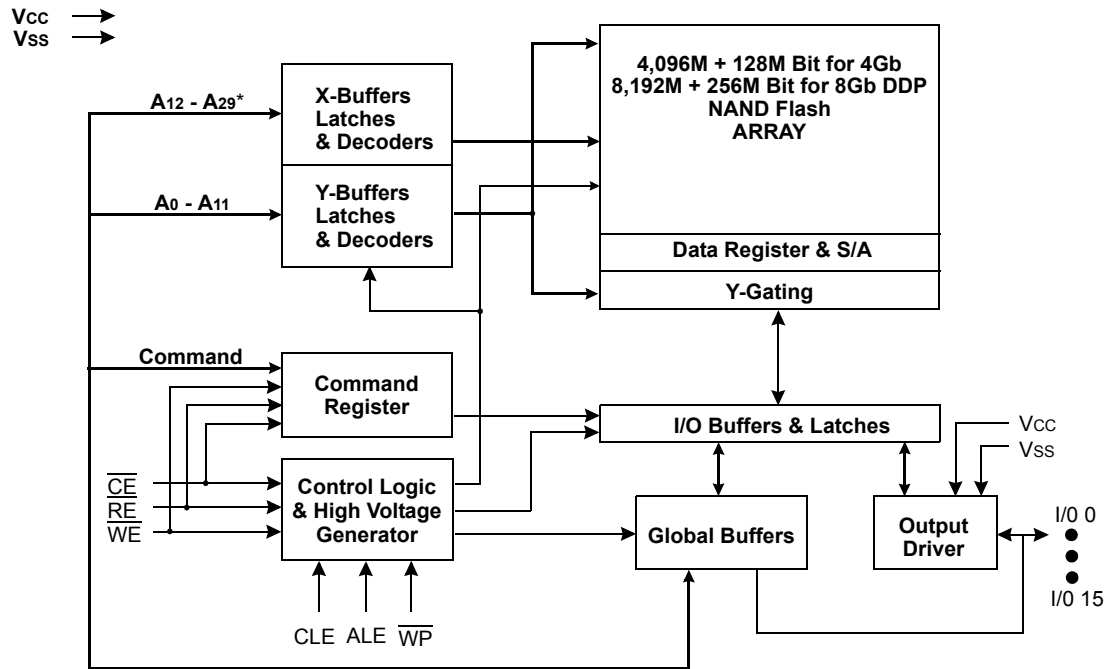 VCC
VSS
A12 - A29*
X-Buffers
Latches
& Decoders
A0 - A11
Y-Buffers
Latches
& Decoders
4,096M + 128M Bit for 4Gb
8,192M + 256M Bit for 8Gb DDP
NAND Flash
ARRAY
Data Register & S/A
Y-Gating
Command
Command
Register
I/O Buffers & Latches
VCC
VSS
CE
RE
WE
Control Logic
& High Voltage
Generator
Global Buffers
Output
Driver
I/0 0
I/0 15
CLE ALE WP